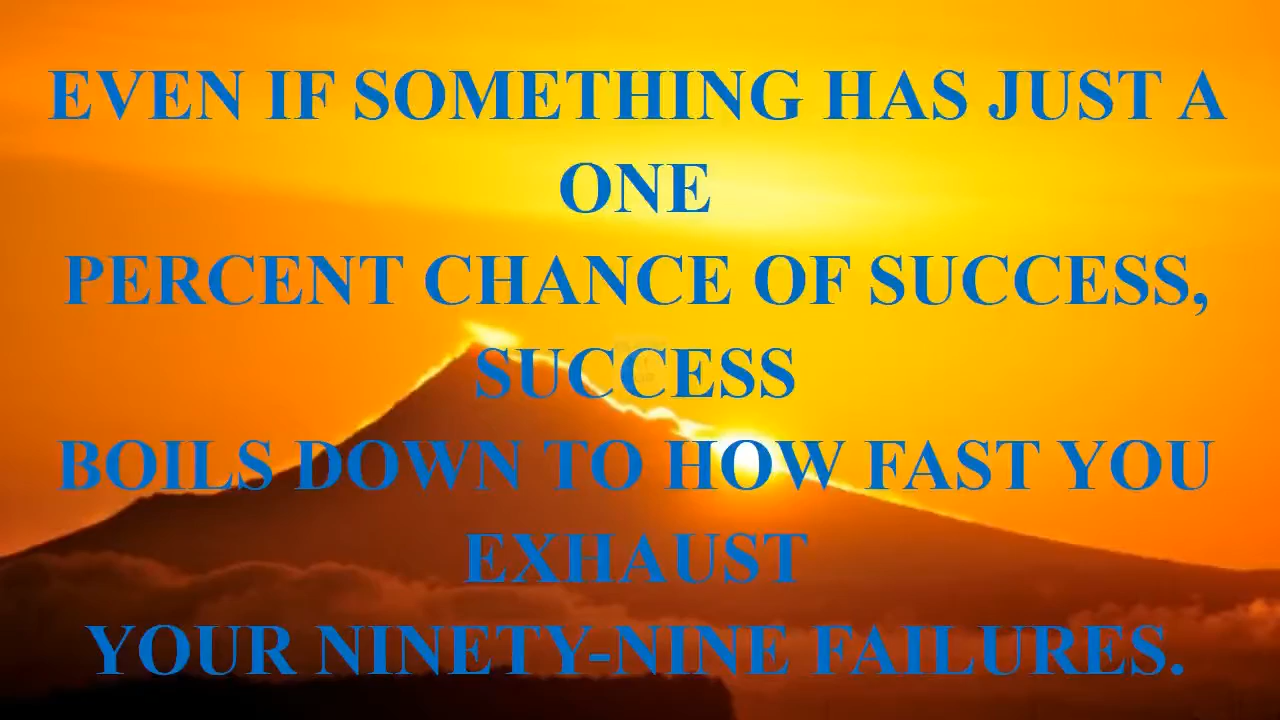 EVEN IF SOMETHING HAS JUST A
ONE
PERCENT CHANCE OF SUCCESS,
SUCCESS
BOILS DOWN TO HOW FAST YOU
EXHAUST
YOUR NINETY-NINE FAILURES.